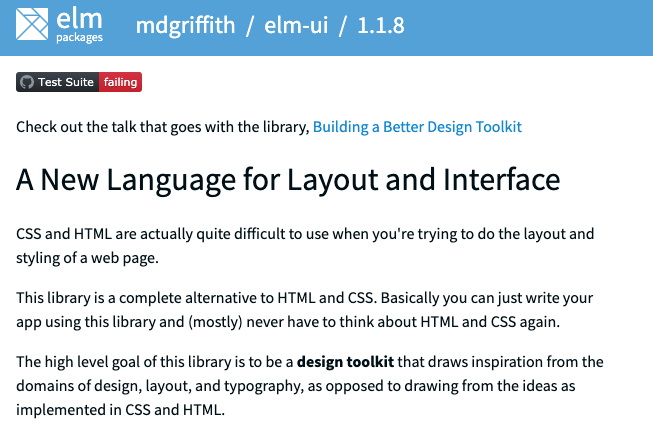 elm packages mdgriffith / elm-ui / 1.1.8
Test Suite failing
Check out the talk that goes with the library, Building a Better Design Toolkit
A New Language for Layout and Interface
CSS and HTML are actually quite difficult to use when you're trying to do the layout and
styling of a web page.
This library is a complete alternative to HTML and CSS. Basically you can just write your
app using this library and (mostly) never have to think about HTML and CSS again.
The high level goal of this library is to be a design toolkit that draws inspiration from the
domains of design, layout, and typography, as opposed to drawing from the ideas as
implemented in CSS and HTML.